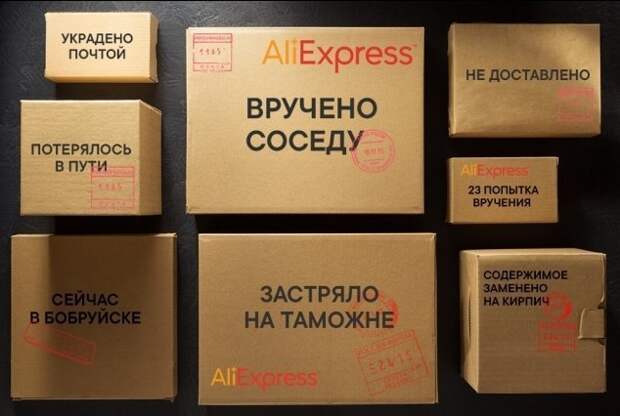 УКРАДЕНО
ПОЧТОЙ
AliExpress
ВРУЧЕНО
СОСЕДУ
НЕ ДОСТАВЛЕНО
ПОТЕРЯЛОСЬ
В ПУТИ
AliExpress
23 ПОПЫТКА
ВРУЧЕНИЯ
СЕЙЧАС
В БОБРУЙСКЕ
ЗАСТРЯЛО
НА ТАМОЖНЕ
AliExpress
СОДЕРЖИМОЕ
ЗАМЕНЕНО
НА КИРПИЧ